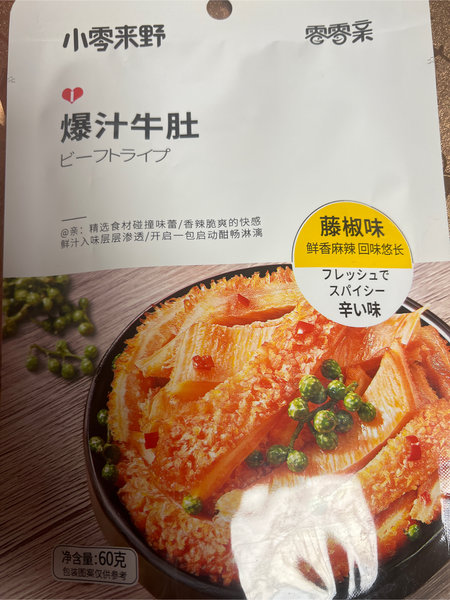 小零来野
零零亲
i
爆汁牛肚
ビーフトライプ
@亲：精选食材碰撞味蕾/香辣脆爽的快感
鲜汁入味层层渗透/开启一包启动酣畅淋漓
藤椒味
鲜香麻辣 回味悠长
フレッシュで
スパイシー
辛い味
净含量:60克
包装图案仅供参考